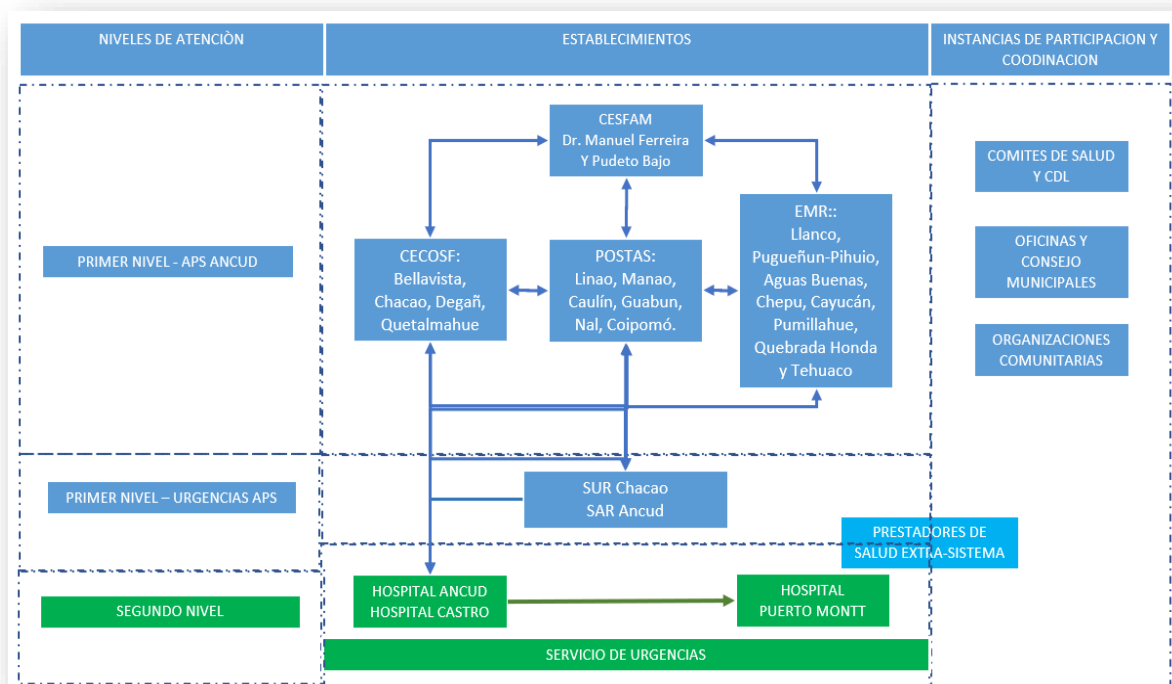 NIVELES DE ATENCIÒN
ESTABLECIMIENTOS
INSTANCIAS DE PARTICIPACION Y
COODINACION
CESFAM
Dr. Manuel Ferreira
Y Pudeto Bajo
COMITES DE SALUD
Y CDL
PRIMER NIVEL - APS ANCUD
CECOSF:
Bellavista,
Chacao, Degañ,
Quetalmahue
POSTAS:
Linao, Manao,
Caulín, Guabun,
Nal, Coipomó.
EMR::
Llanco,
Pugueñun-Pihuio,
Aguas Buenas,
Chepu, Cayucán,
Pumillahue,
Quebrada Honda
y Tehuaco
OFICINAS Y
CONSEJO
MUNICIPALES
ORGANIZACIONES
COMUNITARIAS
PRIMER NIVEL – URGENCIAS APS
SUR Chacao
SAR Ancud
PRESTADORES DE
SALUD EXTRA-SISTEMA
SEGUNDO NIVEL
HOSPITAL ANCUD
HOSPITAL CASTRO
HOSPITAL
PUERTO MONTT
SERVICIO DE URGENCIAS